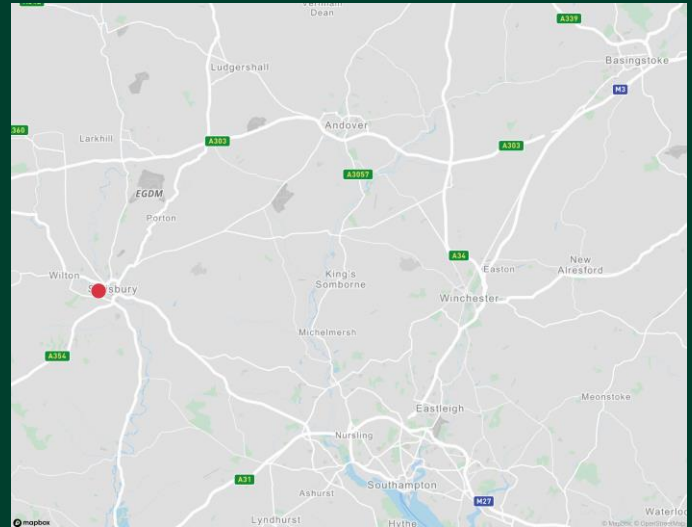 Vernham
Dean
A339
Basingstoke
Ludgershall
M3
Andover
A360
Larkhill
A303
A303
A3057
EGDM
Porton
A34
Easton
New
Alresford
Wilton
King's
Somborne
Winchester
Michelmersh
A354
Meonstoke
Eastleigh
Nursling
A31
Southampton
Ashurst
M27
Lyndhurst
Hythe
mapbox
© Mapbox © OpenStreetMap